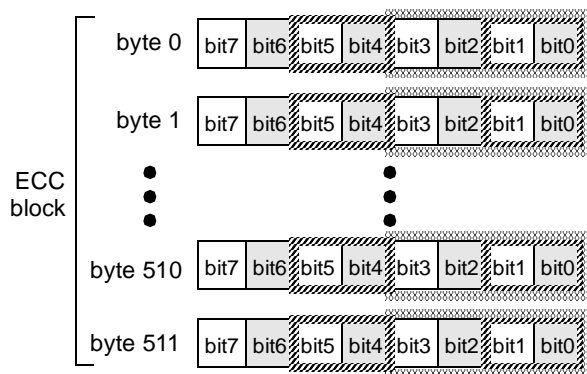 byte 0 bit7 bit6 bit5 bit4 bit3 bit2 bit1 bit0
byte 1 bit7 bit6 bit5 bit4 bit3 bit2 bit1 bit0
ECC
block
byte 510 bit7 bit6 bit5 bit4 bit3 bit2 bit1 bit0
byte 511 bit7 bit6 bit5 bit4 bit3 bit2 bit1 bit0